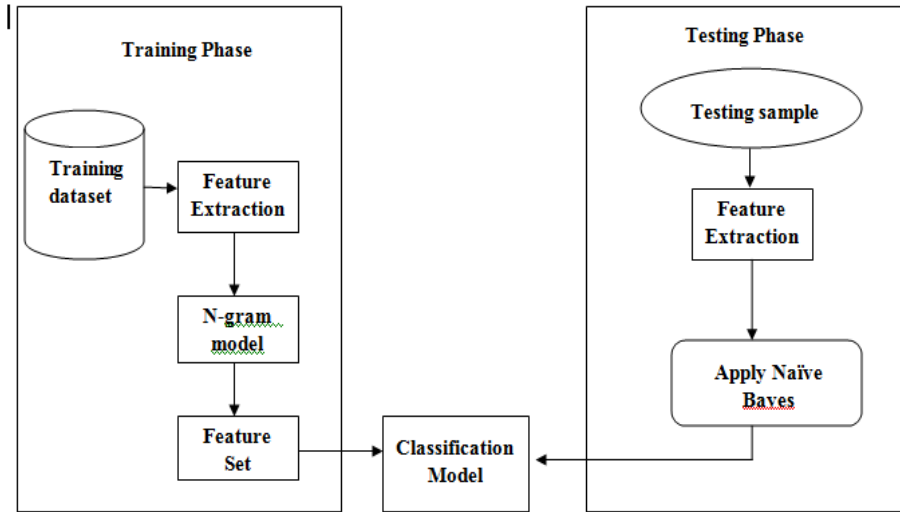 Training Phase
Training
dataset
Feature
Extraction
N-gram
model
Feature
Set
Classification
Model
Testing Phase
Testing sample
Feature
Extraction
Apply Naïve
Bayes